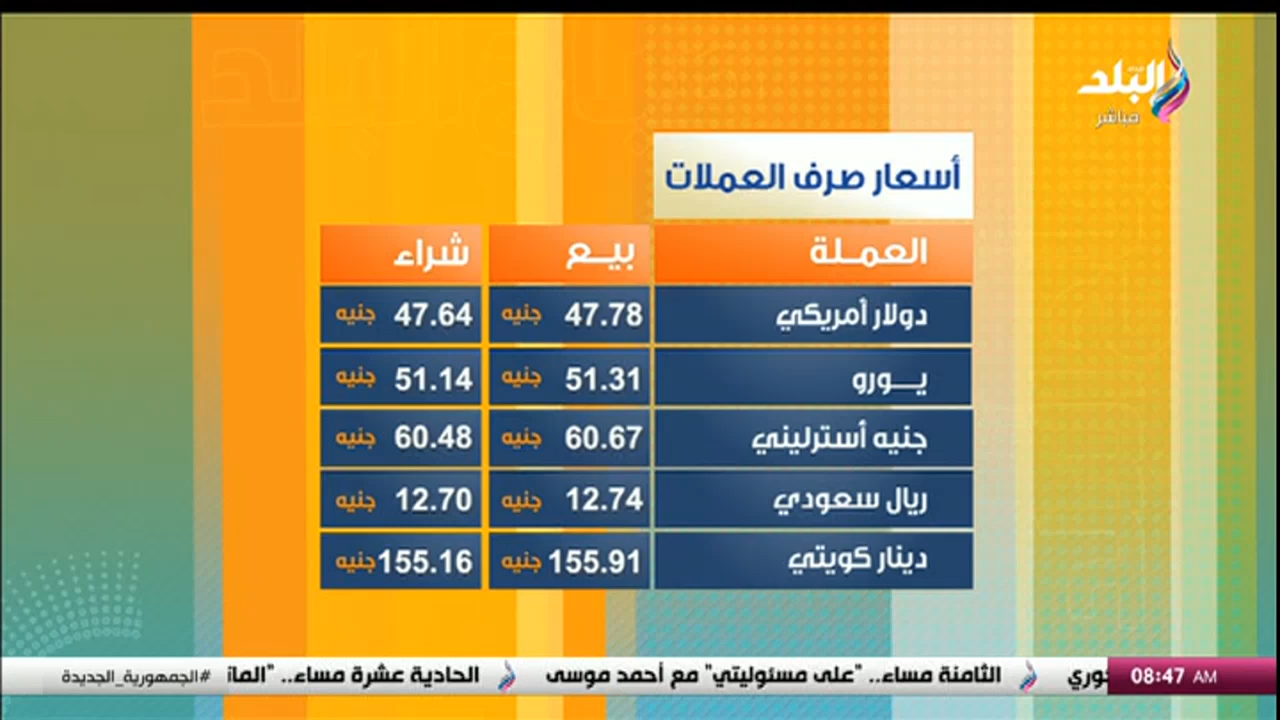 البلد
مباشر
أسعار صرف العملات
العملة بيع شراء
دولار أمريكي 47.78 جنيه 47.64 جنيه
يورو 51.31 جنيه 51.14 جنيه
جنيه أسترليني 60.67 جنيه 60.48 جنيه
ريال سعودي 12.74 جنيه 12.70 جنيه
دينار كويتي 155.91 جنيه 155.16 جنيه
08:47 AM الثامنة مساء.. "على مسئوليتي" مع أحمد موسى الحادية عشرة مساء.. #الجمهورية_الجديدة